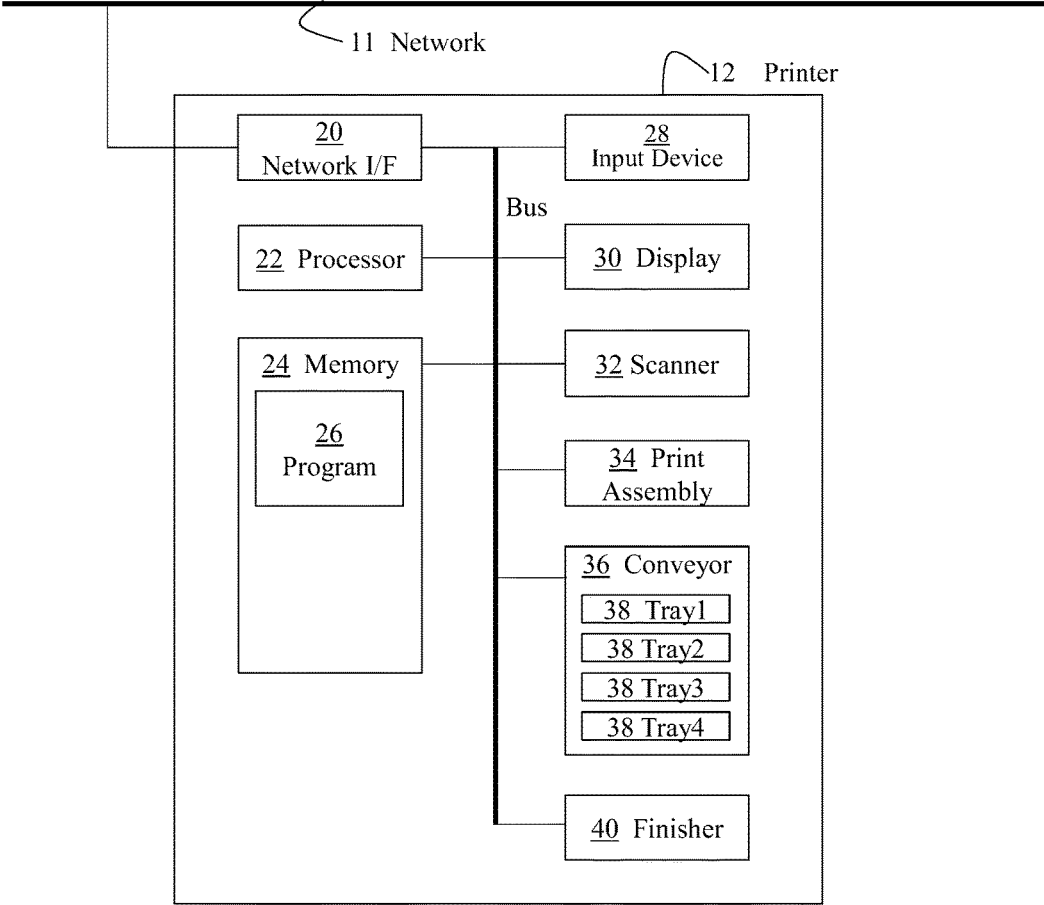 11 Network
12 Printer
20
Network I/F
28
Input Device
Bus
22 Processor
30 Display
24 Memory
32 Scanner
26
Program
34 Print
Assembly
36 Conveyor
38 Tray1
38 Tray2
38 Tray3
38 Tray4
40 Finisher